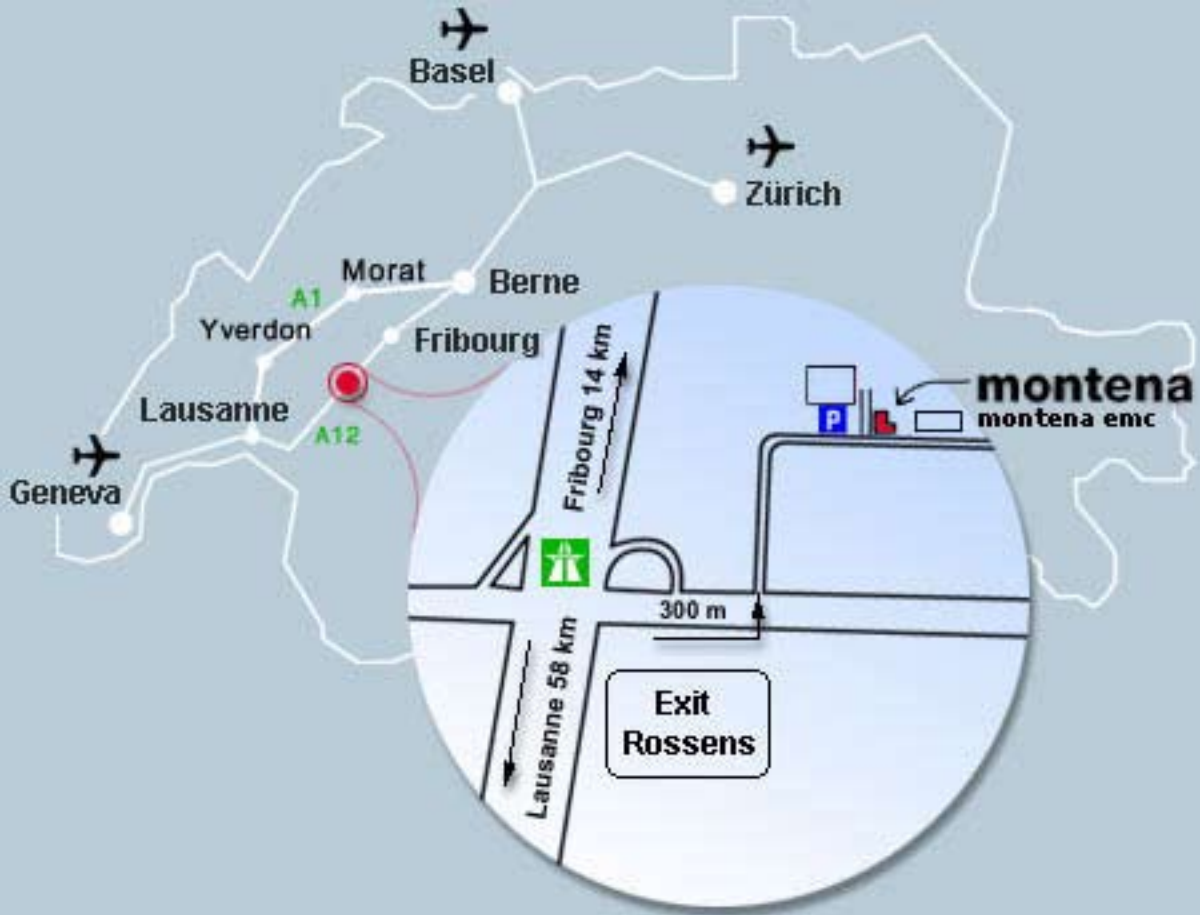 Basel
Zürich
Morat
Berne
A1
Yverdon
Fribourg
Lausanne
A12
Geneva
Fribourg 14 km
montena
P
montena emc
300 m
Lausanne 58 km
Exit
Rossens